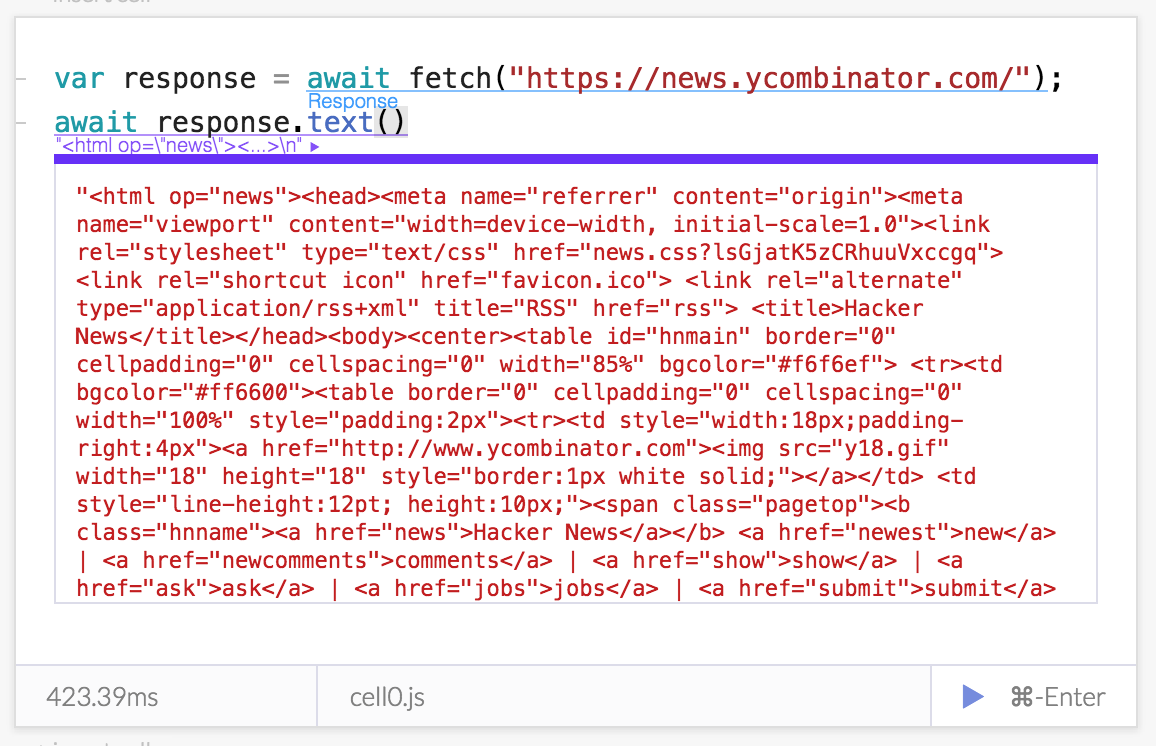 var response = await fetch("https://news.ycombinator.com/");
Response
await response.text()
"<html op=\"news\"><...>\n" ▶
"<html op="news"><head><meta name="referrer" content="origin"><meta
name="viewport" content="width=device-width, initial-scale=1.0"><link
rel="stylesheet" type="text/css" href="news.css?lsGjatK5zCRhuuVxccgq">
<link rel="shortcut icon" href="favicon.ico"> <link rel="alternate"
type="application/rss+xml" title="RSS" href="rss"> <title>Hacker
News</title></head><body><center><table id="hnmain" border="0"
cellpadding="0" cellspacing="0" width="85%" bgcolor="#f6f6ef"> <tr><td
bgcolor="#ff6600"><table border="0" cellpadding="0" cellspacing="0"
width="100%" style="padding:2px"><tr><td style="width:18px;padding-
right:4px"><a href="http://www.ycombinator.com"><img src="y18.gif"
width="18" height="18" style="border:1px white solid;"></a></td> <td
style="line-height:12pt; height:10px;"><span class="pagetop"><b
class="hnname"><a href="news">Hacker News</a></b> <a href="newest">new</a>
| <a href="newcomments">comments</a> | <a href="show">show</a> | <a
href="ask">ask</a> | <a href="jobs">jobs</a> | <a href="submit">submit</a>
423.39ms
cell0.js
▶ ⌘-Enter